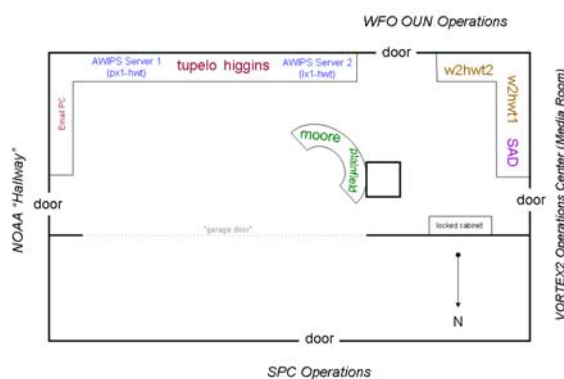 WFO OUN Operations
door
AWIPS Server 1
(px1-hwt)
tupelo higgins
AWIPS Server 2
(lx1-hwt)
w2hwt2
w2hwt1
SAD
Email PC
moore
plainfield
NOAA "Hallway"
door
door
VORTEX2 Operations Center (Media Room)
"garage door"
locked cabinet
N
door
SPC Operations